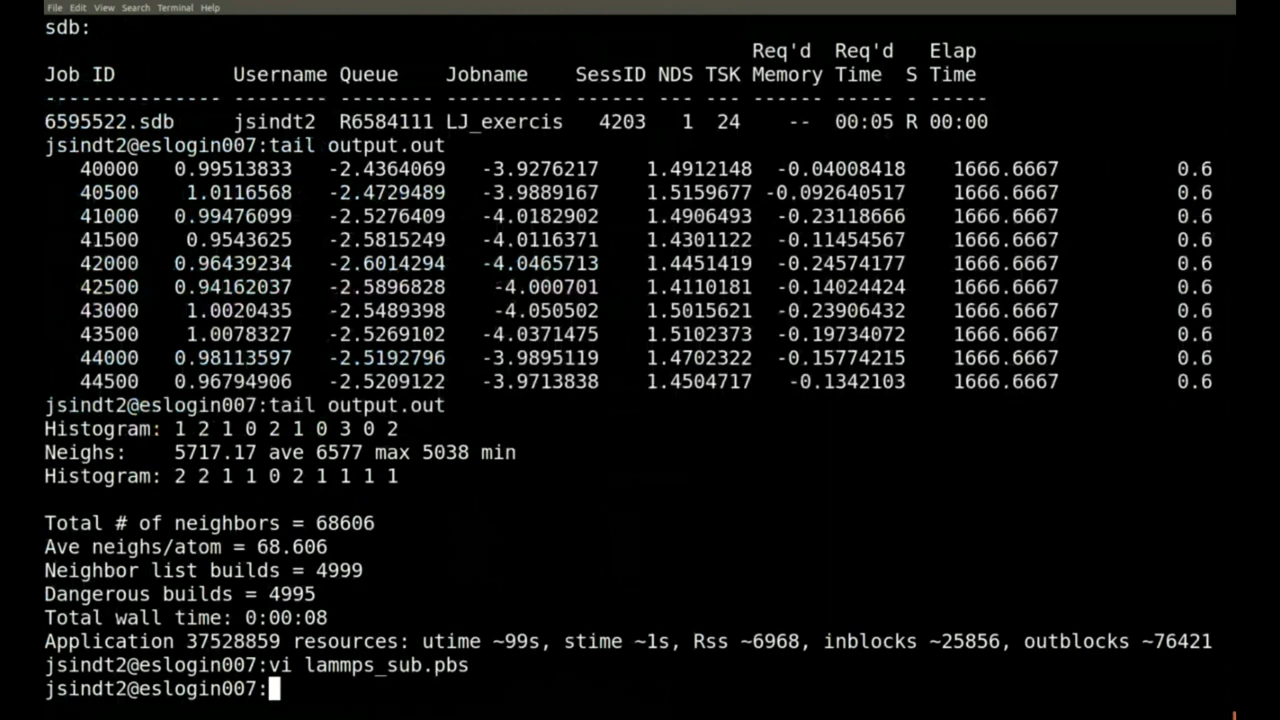 File Edit View Search Terminal Help
sdb:
Req'd Req'd Elap
Job ID Username Queue Jobname SessID NDS TSK Memory Time S Time
--------------- -------- -------- ---------- ------ --- --- ------ ----- - -----
6595522.sdb jsindt2 R6584111 LJ_exercis 4203 1 24 -- 00:05 R 00:00
jsindt2@eslogin007:tail output.out
40000 0.99513833 -2.4364069 -3.9276217 1.4912148 -0.04008418 1666.6667 0.6
40500 1.0116568 -2.4729489 -3.9889167 1.5159677 -0.092640517 1666.6667 0.6
41000 0.99476099 -2.5276409 -4.0182902 1.4906493 -0.23118666 1666.6667 0.6
41500 0.9543625 -2.5815249 -4.0116371 1.4301122 -0.11454567 1666.6667 0.6
42000 0.96439234 -2.6014294 -4.0465713 1.4451419 -0.24574177 1666.6667 0.6
42500 0.94162037 -2.5896828 -4.000701 1.4110181 -0.14024424 1666.6667 0.6
43000 1.0020435 -2.5489398 -4.050502 1.5015621 -0.23906432 1666.6667 0.6
43500 1.0078327 -2.5269102 -4.0371475 1.5102373 -0.19734072 1666.6667 0.6
44000 0.98113597 -2.5192796 -3.9895119 1.4702322 -0.15774215 1666.6667 0.6
44500 0.96794906 -2.5209122 -3.9713838 1.4504717 -0.1342103 1666.6667 0.6
jsindt2@eslogin007:tail output.out
Histogram: 1 2 1 0 2 1 0 3 0 2
Neighs: 5717.17 ave 6577 max 5038 min
Histogram: 2 2 1 1 0 2 1 1 1 1
Total # of neighbors = 68606
Ave neighs/atom = 68.606
Neighbor list builds = 4999
Dangerous builds = 4995
Total wall time: 0:00:08
Application 37528859 resources: utime ~99s, stime ~1s, Rss ~6968, inblocks ~25856, outblocks ~76421
jsindt2@eslogin007:vi lammps_sub.pbs
jsindt2@eslogin007: